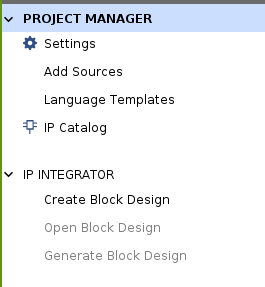 PROJECT MANAGER
Settings
Add Sources
Language Templates
IP Catalog
IP INTEGRATOR
Create Block Design
Open Block Design
Generate Block Design